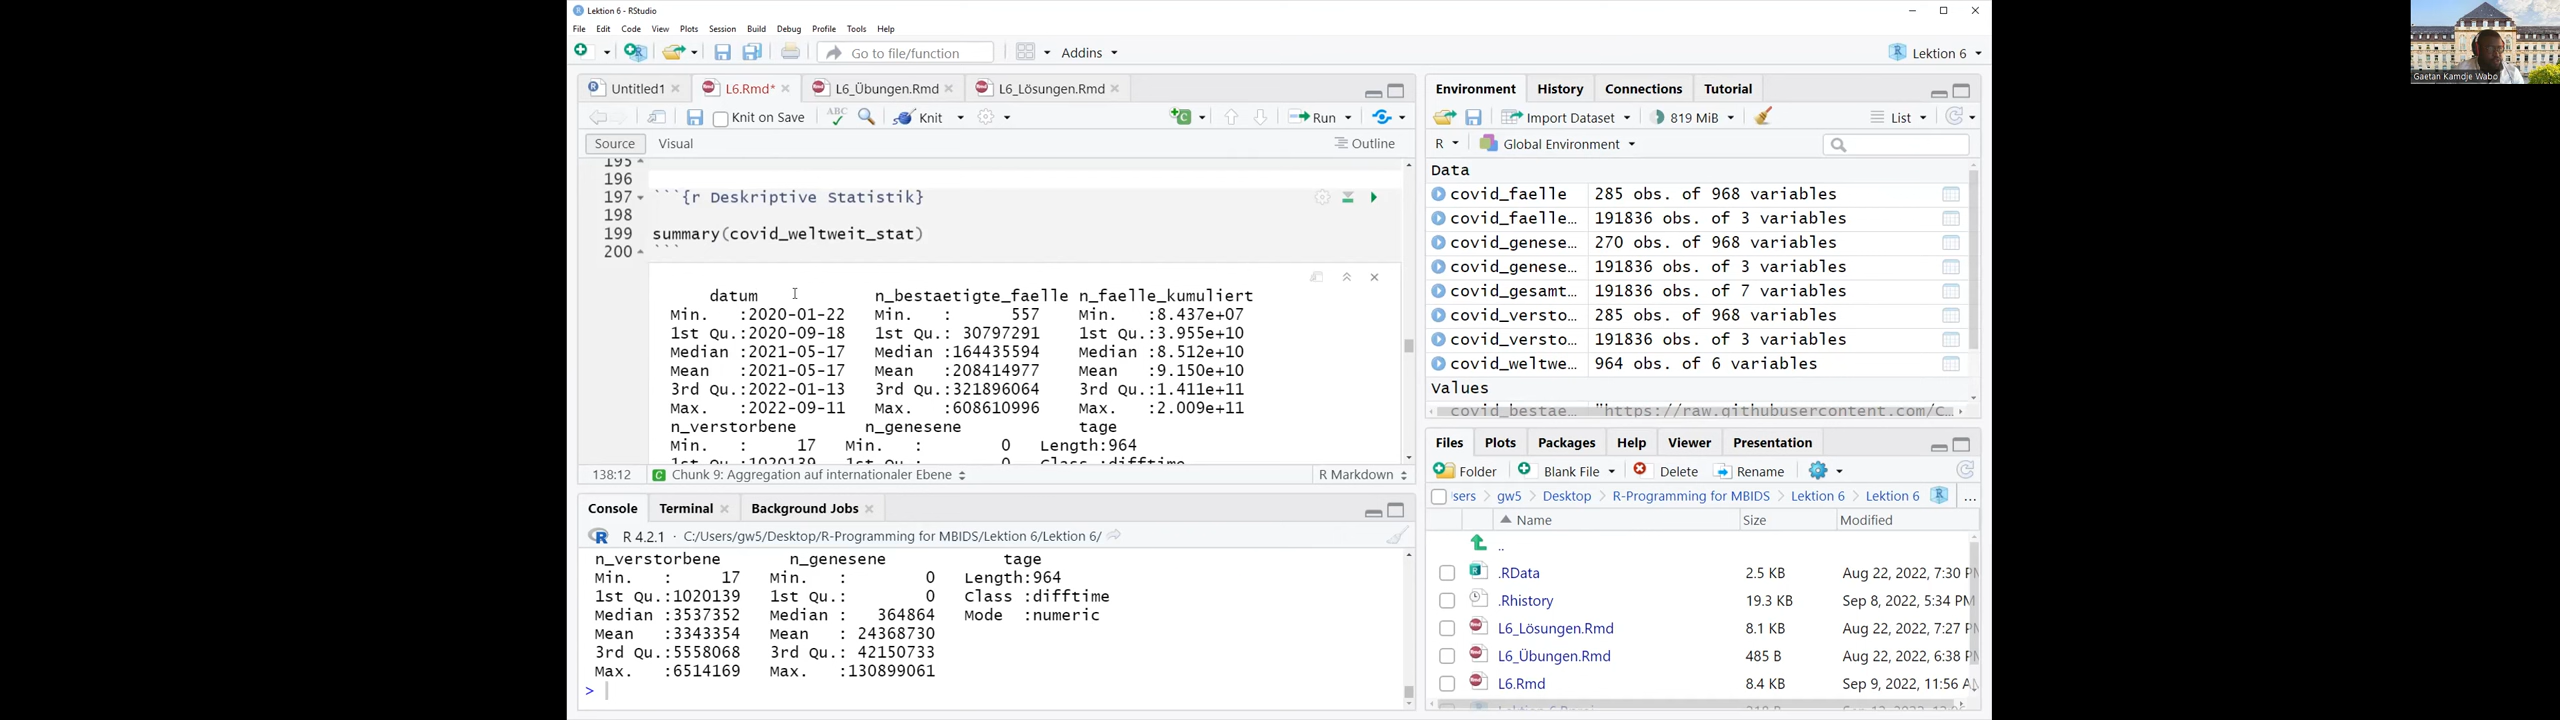 Lektion 6 - RStudio
File Edit Code View Plots Session Build Debug Profile Tools Help
Go to file/function Addins Lektion 6
Untitled1 L6.Rmd* L6_Übungen.Rmd L6_Lösungen.Rmd
Knit on Save ABC Knit Run
Source Visual Outline
195
196
197 ```{r Deskriptive Statistik}
198
199 summary(covid_weltweit_stat)
200 ```
datum n_bestaetigte_faelle n_faelle_kumuliert
Min. :2020-01-22 Min. : 557 Min. :8.437e+07
1st Qu.:2020-09-18 1st Qu.: 30797291 1st Qu.:3.955e+10
Median :2021-05-17 Median :164435594 Median :8.512e+10
Mean :2021-05-17 Mean :208414977 Mean :9.150e+10
3rd Qu.:2022-01-13 3rd Qu.:321896064 3rd Qu.:1.411e+11
Max. :2022-09-11 Max. :608610996 Max. :2.009e+11
n_verstorbene n_genesene tage
Min. : 17 Min. : 0 Length:964
1st Qu.:1020139 1st Qu.: 0 Class :difftime
138:12 Chunk 9: Aggregation auf internationaler Ebene R Markdown
Console Terminal Background Jobs
R 4.2.1 · C:/Users/gw5/Desktop/R-Programming for MBIDS/Lektion 6/Lektion 6/
n_verstorbene n_genesene tage
Min. : 17 Min. : 0 Length:964
1st Qu.:1020139 1st Qu.: 0 Class :difftime
Median :3537352 Median : 364864 Mode :numeric
Mean :3343354 Mean : 24368730
3rd Qu.:5558068 3rd Qu.: 42150733
Max. :6514169 Max. :130899061
>
Environment History Connections Tutorial
Import Dataset 819 MiB List
R Global Environment
Data
covid_faelle 285 obs. of 968 variables
covid_faelle… 191836 obs. of 3 variables
covid_genese… 270 obs. of 968 variables
covid_genese… 191836 obs. of 3 variables
covid_gesamt… 191836 obs. of 7 variables
covid_versto… 285 obs. of 968 variables
covid_versto… 191836 obs. of 3 variables
covid_weltwe… 964 obs. of 6 variables
Values
covid_bestae… "https://raw.githubusercontent.com/C…
Files Plots Packages Help Viewer Presentation
Folder Blank File Delete Rename
sers gw5 Desktop R-Programming for MBIDS Lektion 6 Lektion 6 ...
Name Size Modified
..
.RData 2.5 KB Aug 22, 2022, 7:30 P
.Rhistory 19.3 KB Sep 8, 2022, 5:34 PM
L6_Lösungen.Rmd 8.1 KB Aug 22, 2022, 7:27
L6_Übungen.Rmd 485 B Aug 22, 2022, 6:38
L6.Rmd 8.4 KB Sep 9, 2022, 11:56 A
Gaetan Kamdje Wabo